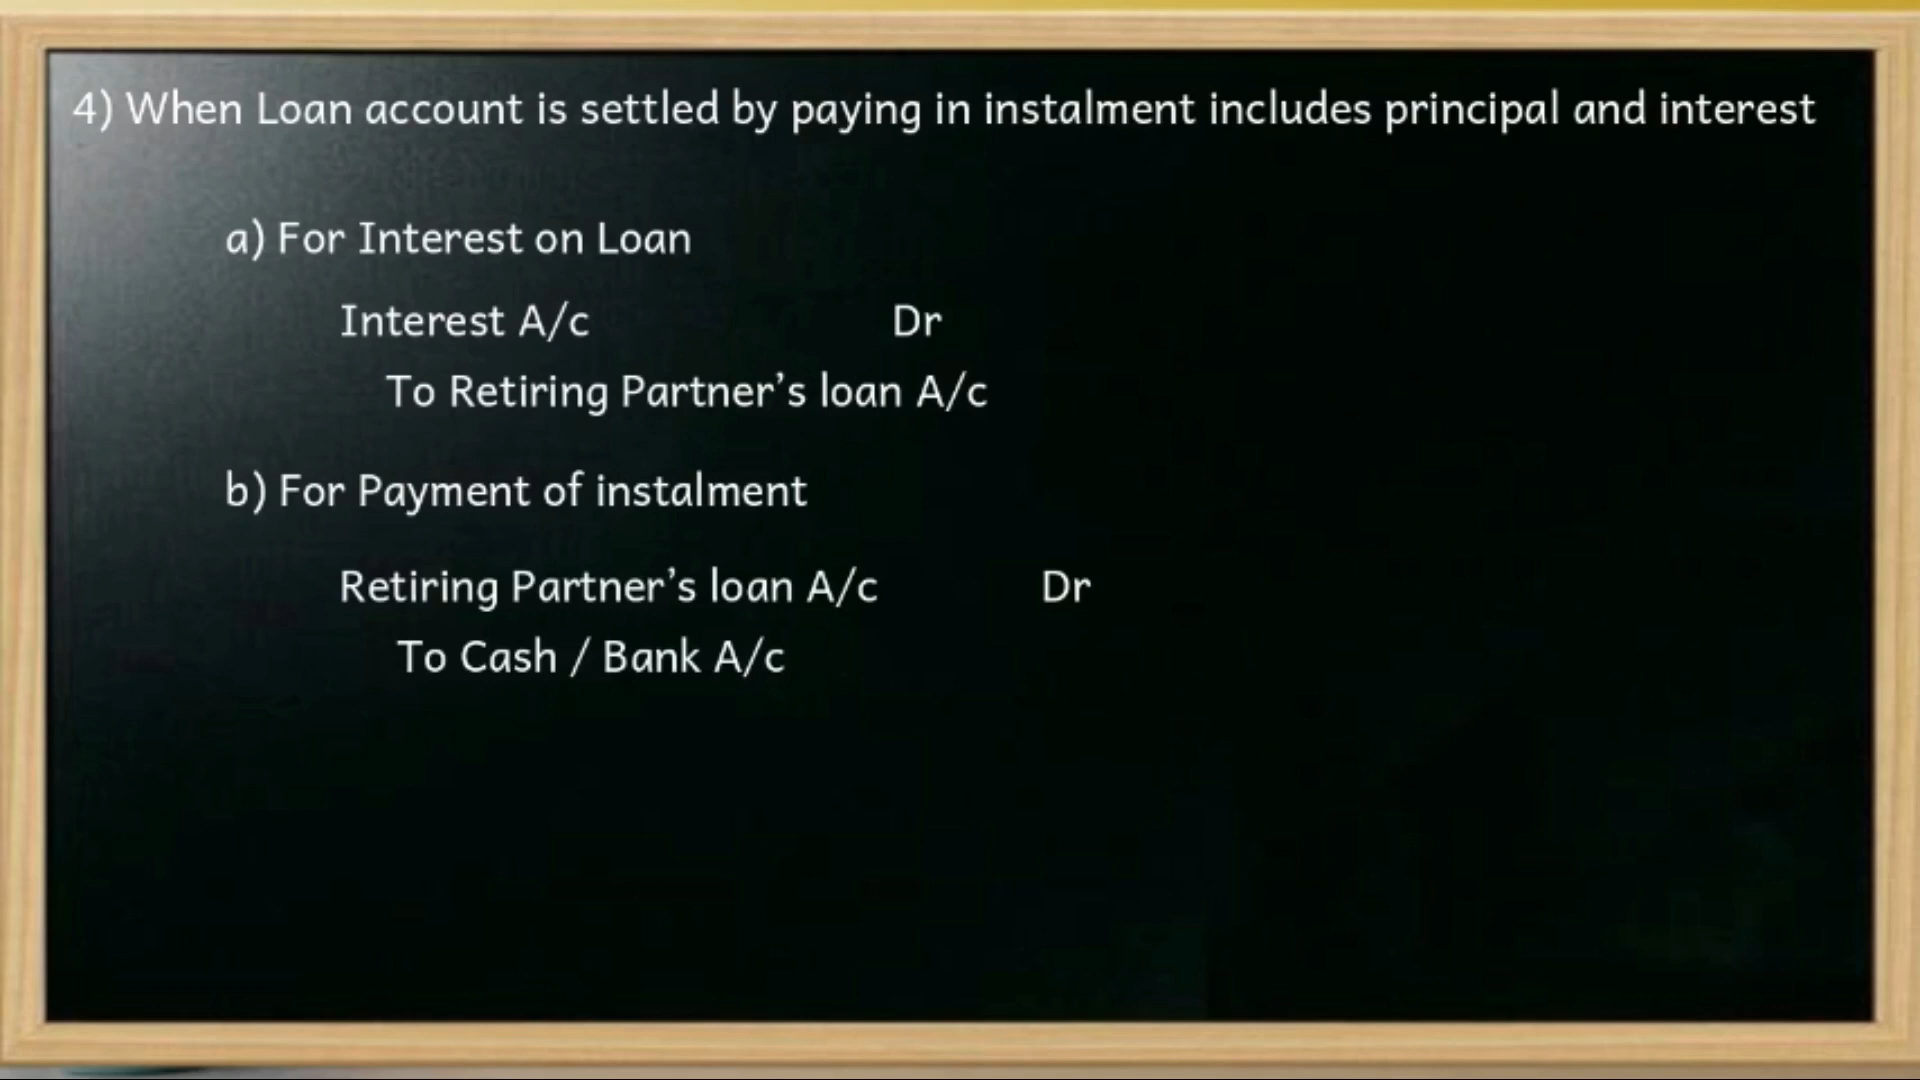 4) When Loan account is settled by paying in instalment includes principal and interest
a) For Interest on Loan
Interest A/c Dr
To Retiring Partner’s loan A/c
b) For Payment of instalment
Retiring Partner’s loan A/c Dr
To Cash / Bank A/c